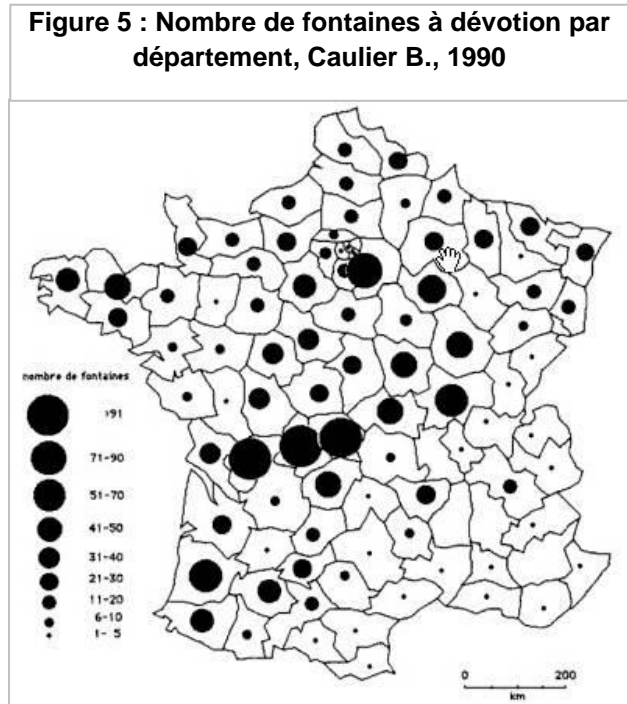 Figure 5 : Nombre de fontaines à dévotion par
département, Caulier B., 1990
nombre de fontaines
>91
71-90
51-70
41-50
31-40
21-30
11-20
6-10
1- 5
0 200
km